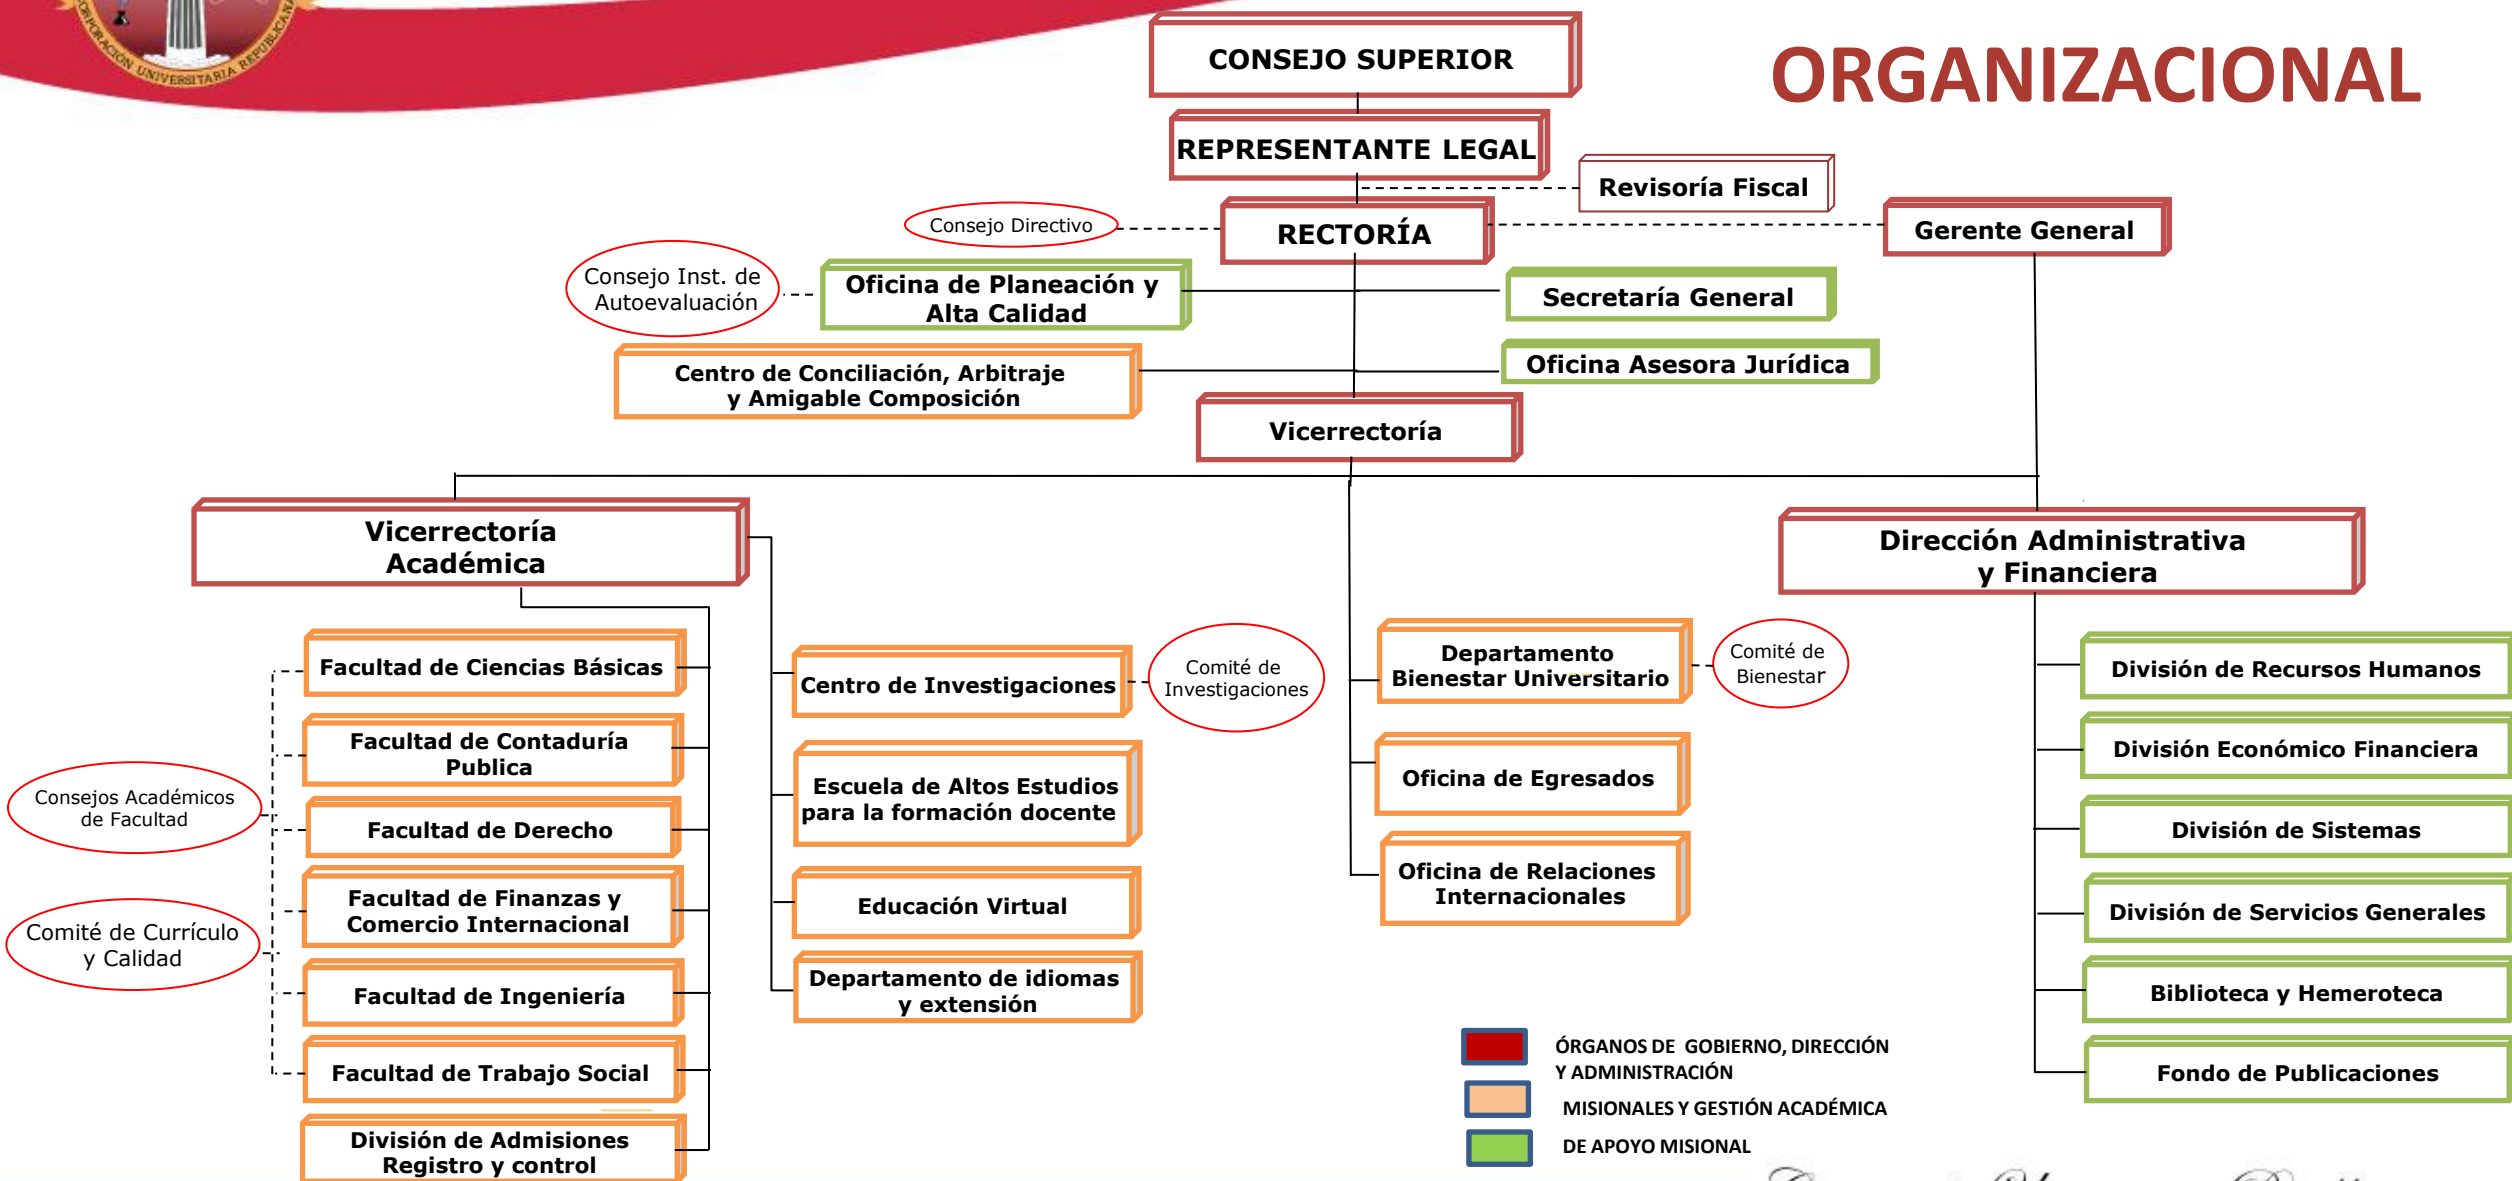 CORPORACIÓN UNIVERSITARIA REPUBLICANA
CONSEJO SUPERIOR
ORGANIZACIONAL
REPRESENTANTE LEGAL
Revisoría Fiscal
Consejo Directivo
RECTORÍA
Gerente General
Consejo Inst. de
Autoevaluación
Oficina de Planeación y
Alta Calidad
Secretaría General
Centro de Conciliación, Arbitraje
y Amigable Composición
Oficina Asesora Jurídica
Vicerrectoría
Vicerrectoría
Académica
Dirección Administrativa
y Financiera
Facultad de Ciencias Básicas
Facultad de Contaduría
Publica
Facultad de Derecho
Facultad de Finanzas y
Comercio Internacional
Facultad de Ingeniería
Facultad de Trabajo Social
División de Admisiones
Registro y control
Consejos Académicos
de Facultad
Comité de Currículo
y Calidad
Centro de Investigaciones
Comité de
Investigaciones
Escuela de Altos Estudios
para la formación docente
Educación Virtual
Departamento de idiomas
y extensión
Departamento
Bienestar Universitario
Comité de
Bienestar
Oficina de Egresados
Oficina de Relaciones
Internacionales
División de Recursos Humanos
División Económico Financiera
División de Sistemas
División de Servicios Generales
Biblioteca y Hemeroteca
Fondo de Publicaciones
ÓRGANOS DE GOBIERNO, DIRECCIÓN
Y ADMINISTRACIÓN
MISIONALES Y GESTIÓN ACADÉMICA
DE APOYO MISIONAL